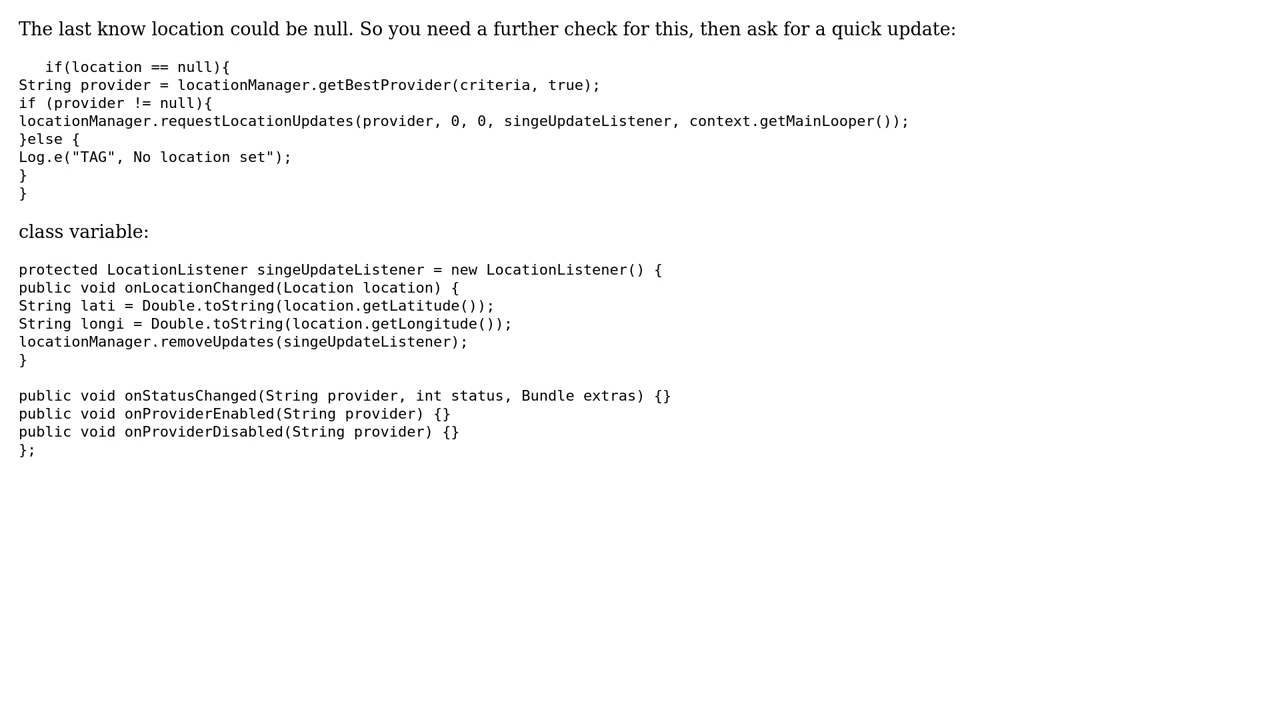 The last know location could be null. So you need a further check for this, then ask for a quick update:
if(location == null){
String provider = locationManager.getBestProvider(criteria, true);
if (provider != null){
locationManager.requestLocationUpdates(provider, 0, 0, singeUpdateListener, context.getMainLooper());
}else {
Log.e("TAG", No location set");
}
}
class variable:
protected LocationListener singeUpdateListener = new LocationListener() {
public void onLocationChanged(Location location) {
String lati = Double.toString(location.getLatitude());
String longi = Double.toString(location.getLongitude());
locationManager.removeUpdates(singeUpdateListener);
}
public void onStatusChanged(String provider, int status, Bundle extras) {}
public void onProviderEnabled(String provider) {}
public void onProviderDisabled(String provider) {}
};